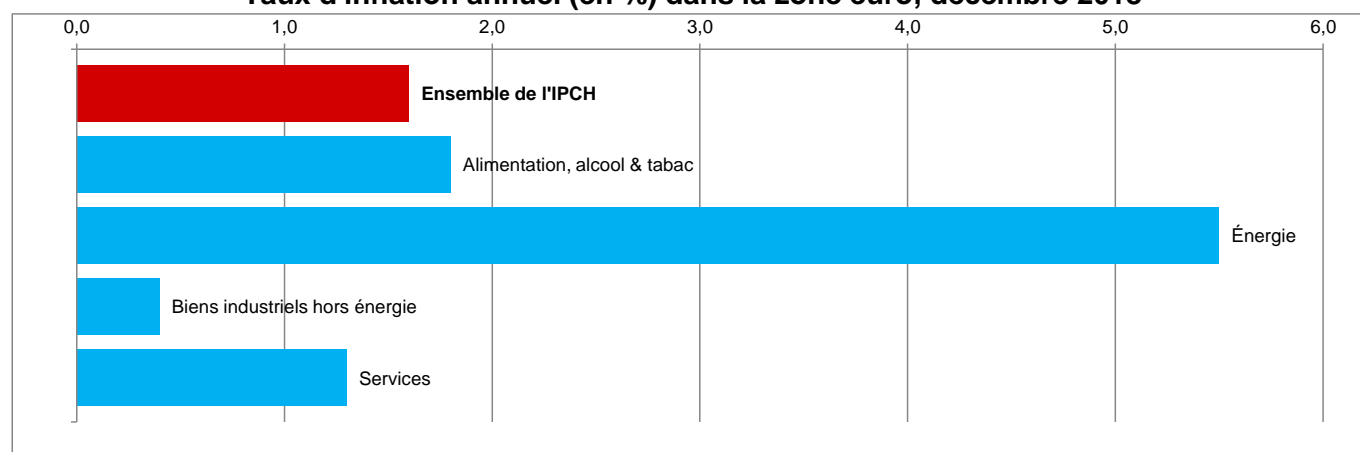 0,0 1,0 2,0 3,0 4,0 5,0 6,0
Ensemble de l'IPCH
Alimentation, alcool & tabac
Énergie
Biens industriels hors énergie
Services